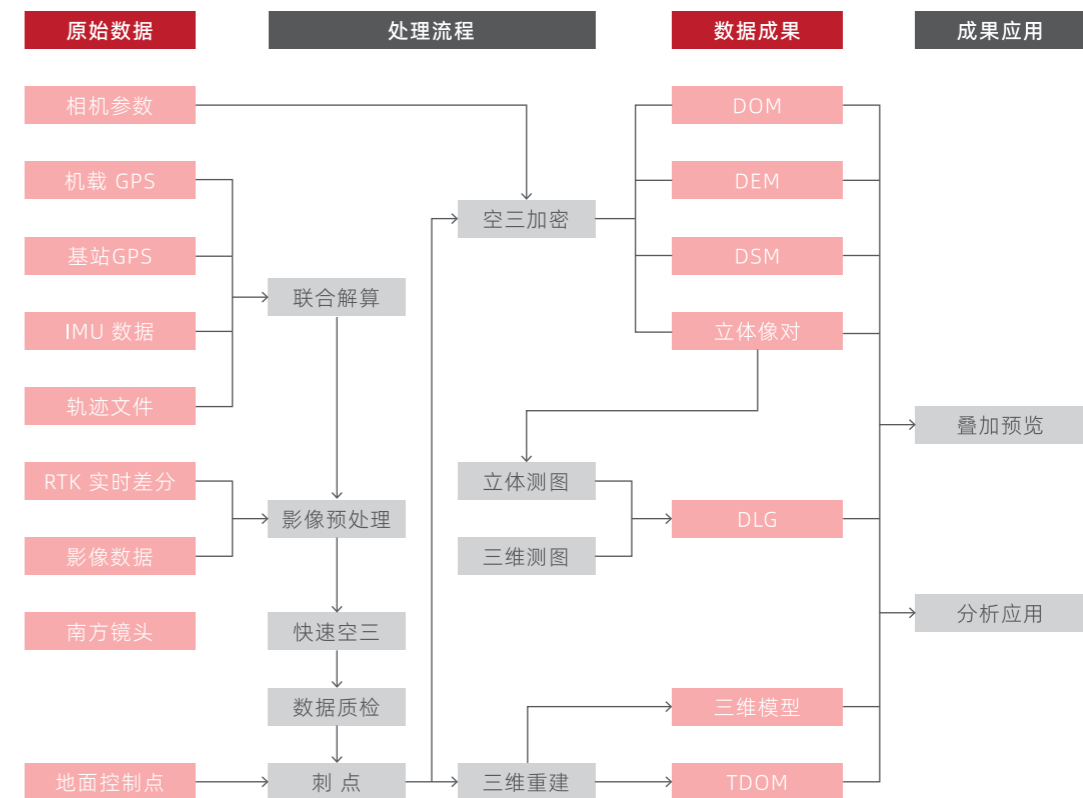 原始数据
处理流程
数据成果
成果应用
相机参数
DOM
机载 GPS
DEM
空三加密
基站GPS
DSM
联合解算
IMU 数据
立体像对
轨迹文件
叠加预览
RTK 实时差分
立体测图
影像预处理
DLG
影像数据
三维测图
南方镜头
快速空三
分析应用
数据质检
三维模型
地面控制点
刺 点
三维重建
TDOM